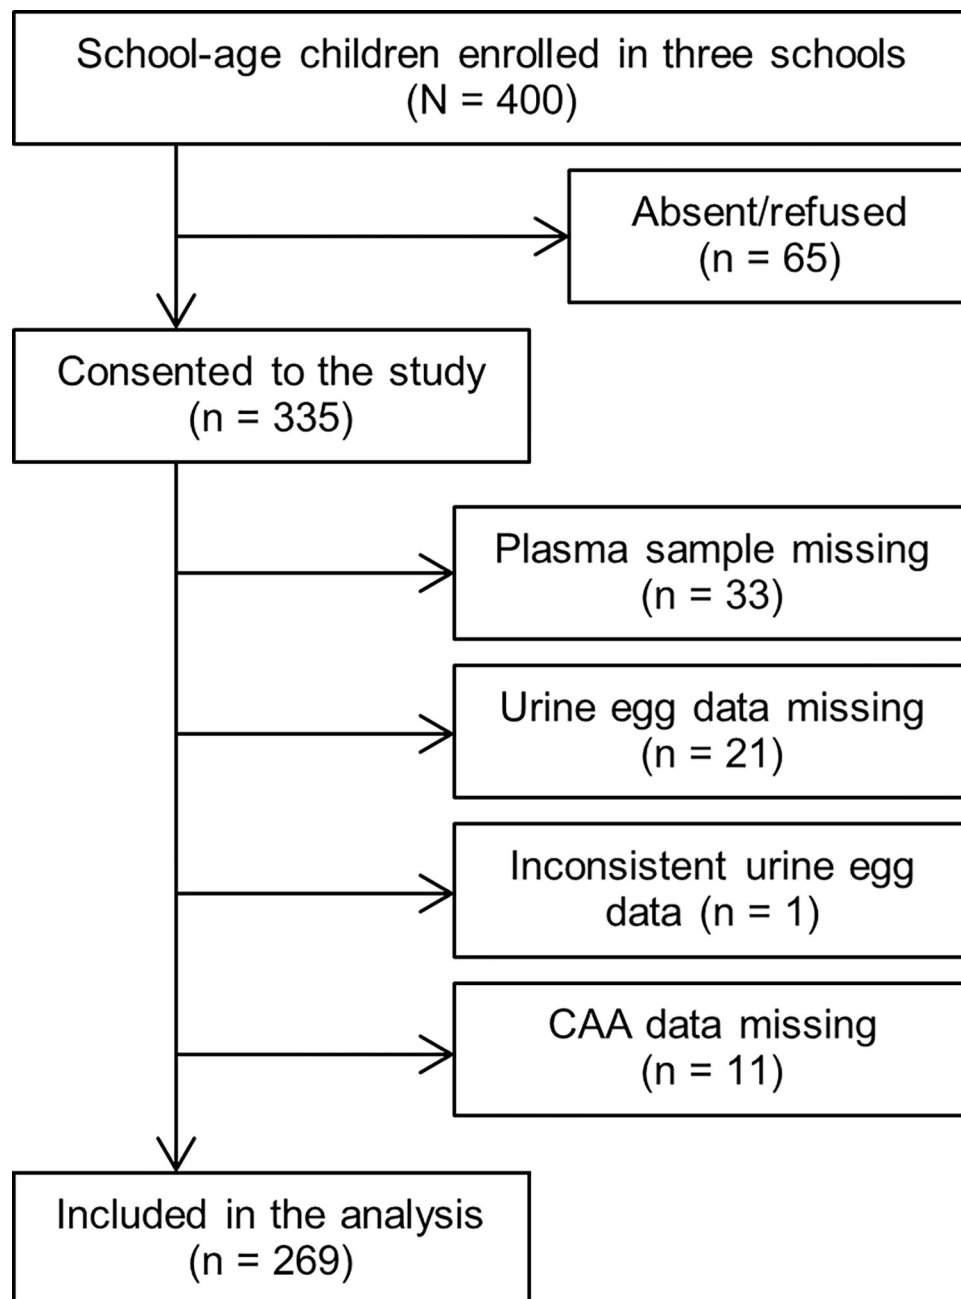 School-age children enrolled in three schools
(N = 400)
Absent/refused
(n = 65)
Consented to the study
(n = 335)
Plasma sample missing
(n = 33)
Urine egg data missing
(n = 21)
Inconsistent urine egg
data (n = 1)
CAA data missing
(n = 11)
Included in the analysis
(n = 269)